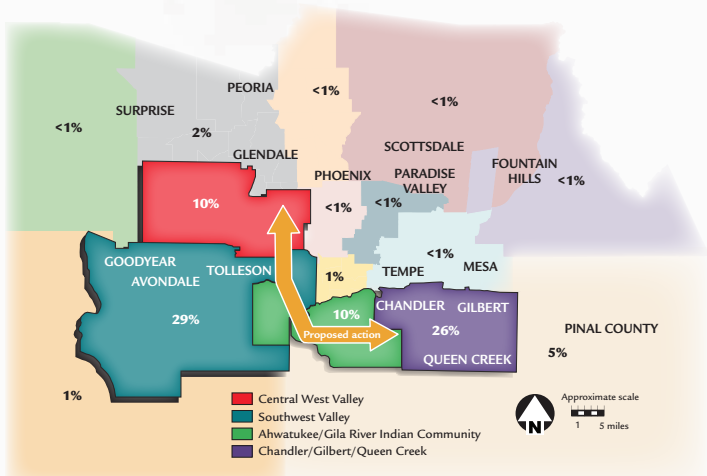 PEORIA
<1%
<1%
SURPRISE
<1%
2%
SCOTTSDALE
GLENDALE
FOUNTAIN
HILLS
<1%
PHOENIX
PARADISE
VALLEY
10%
<1%
<1%
<1%
GOODYEAR
TOLLESON
AVONDALE
1%
TEMPE
MESA
CHANDLER
GILBERT
29%
10%
26%
PINAL COUNTY
Proposed action
5%
QUEEN CREEK
1%
Central West Valley
Southwest Valley
Ahwatukee/Gila River Indian Community
Chandler/Gilbert/Queen Creek
N
Approximate scale
1 5 miles